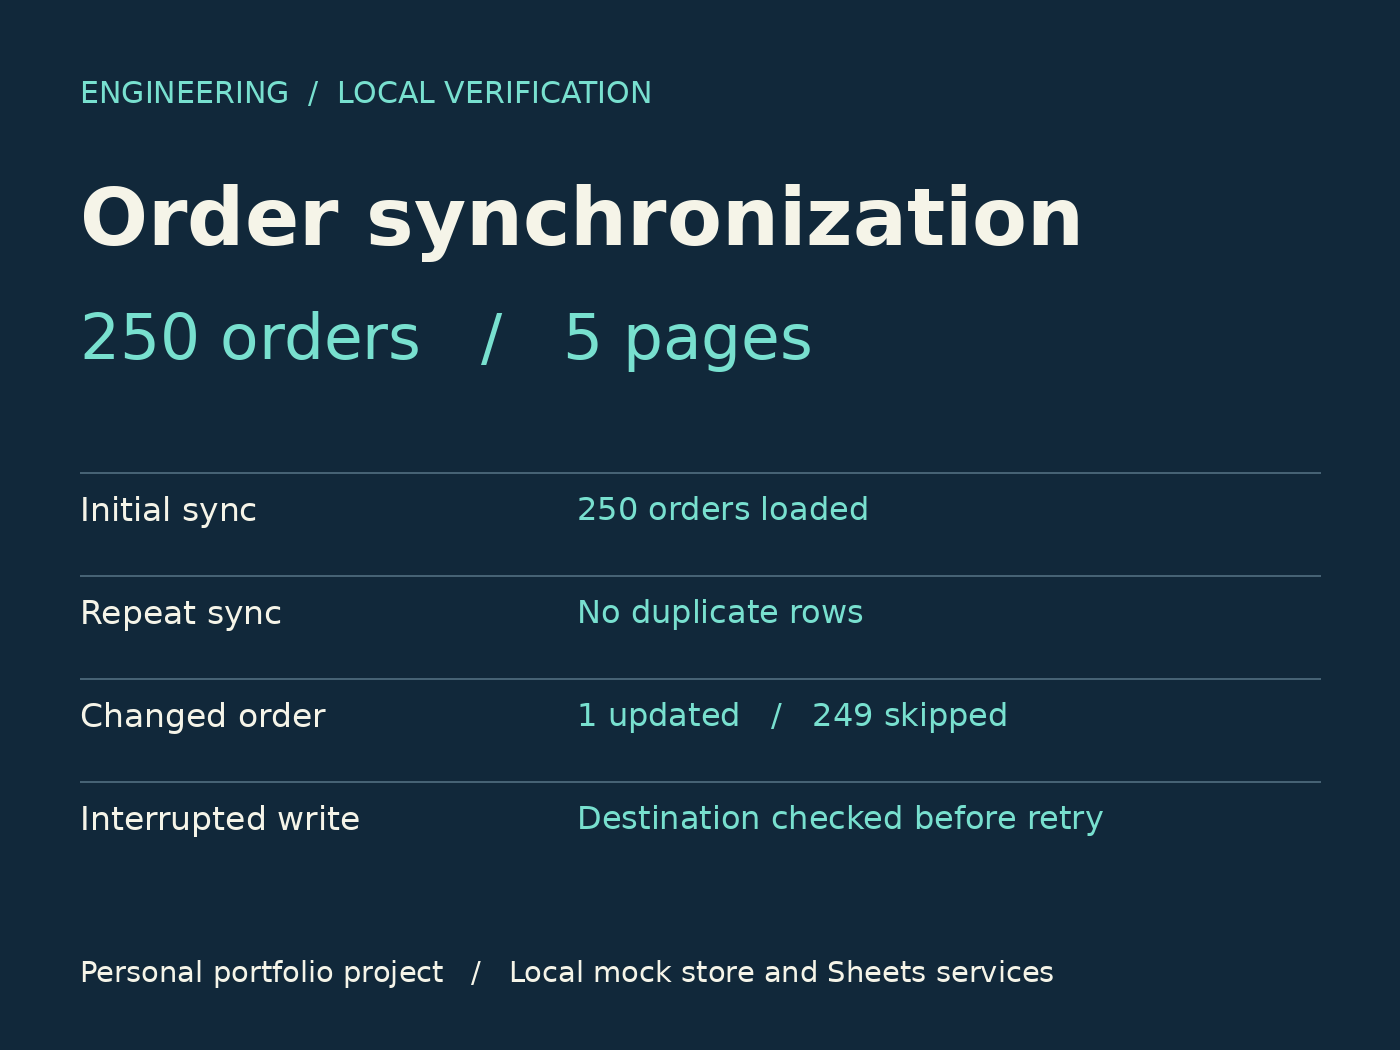 ENGINEERING / LOCAL VERIFICATION
Order synchronization
250 orders / 5 pages
Initial sync 250 orders loaded
Repeat sync No duplicate rows
Changed order 1 updated / 249 skipped
Interrupted write Destination checked before retry
Personal portfolio project / Local mock store and Sheets services